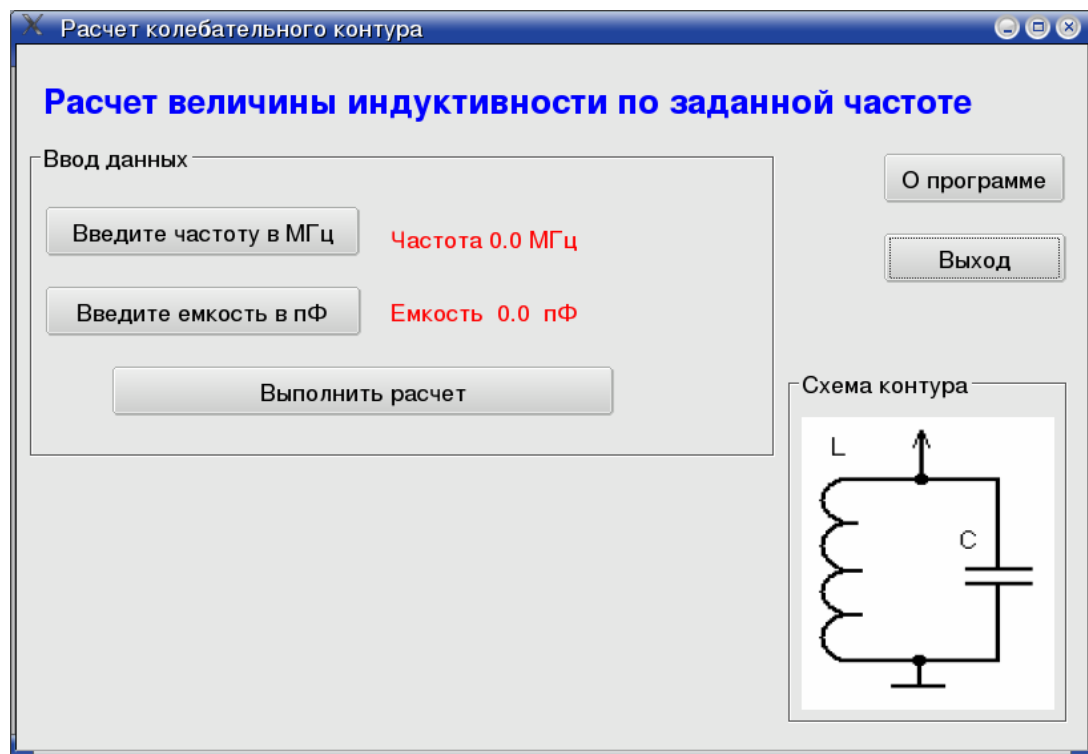 Расчет колебательного контура
Расчет величины индуктивности по заданной частоте
Ввод данных
Введите частоту в МГц
Частота 0.0 МГц
Введите емкость в пФ
Емкость 0.0 пФ
Выполнить расчет
О программе
Выход
Схема контура
L
C